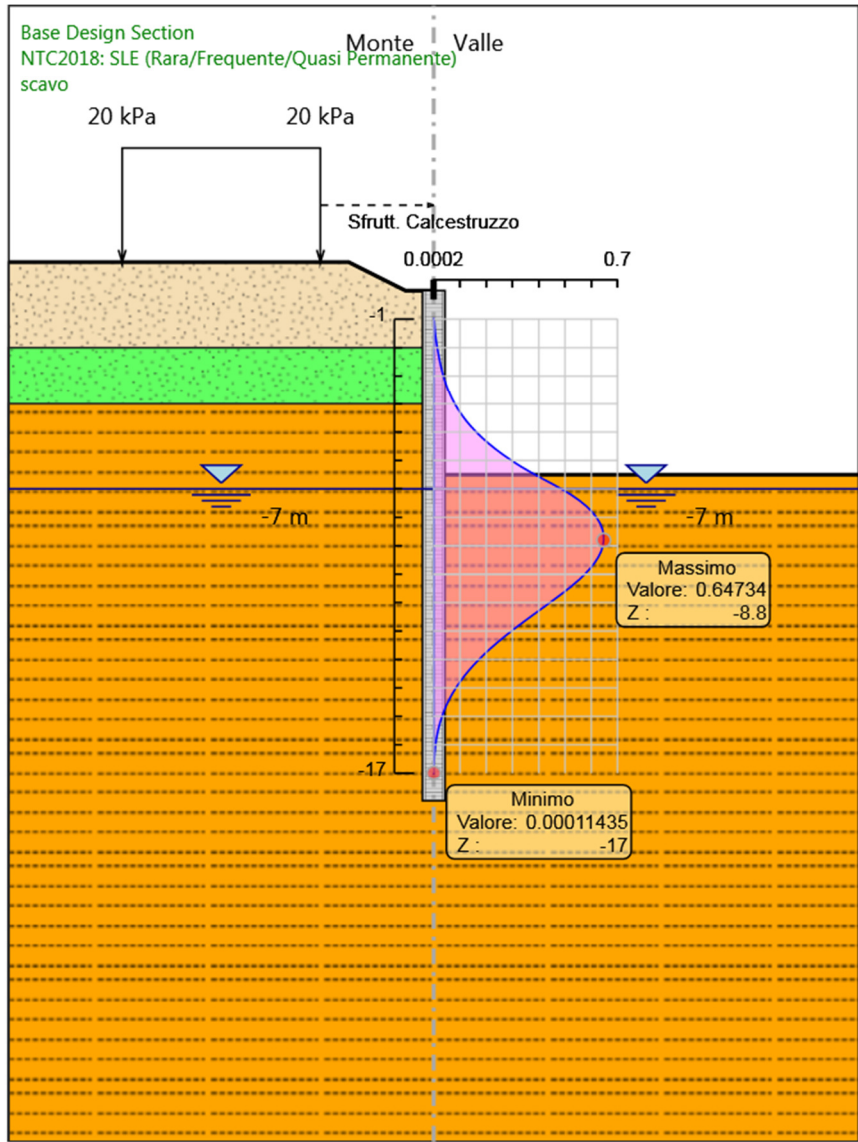 Base Design Section
NTC2018: SLE (Rara/Frequente/Quasi Permanente)
scavo
Monte
Valle
20 kPa
20 kPa
Sfrutt. Calcestruzzo
0.0002
0.7
-1
-7 m
-7 m
Massimo
Valore: 0.64734
Z : -8.8
-17
Minimo
Valore: 0.00011435
Z : -17